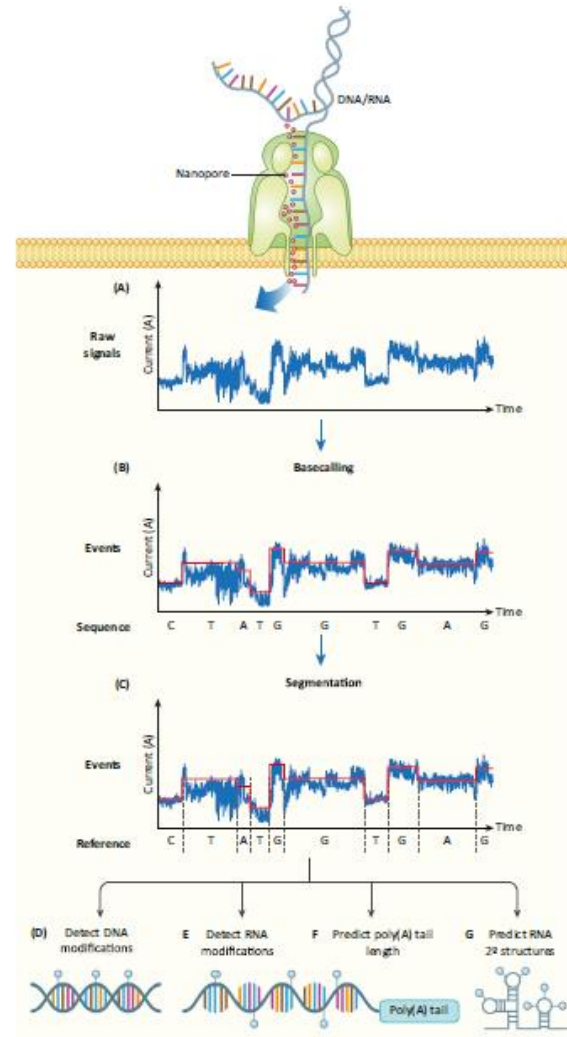 DNA/RNA
Nanopore
(A)
Raw
signals
Current (A)
Time
(B)
Basecalling
Events
Current (A)
Time
Sequence C T A T G G T G A G
(C)
Segmentation
Events
Current (A)
Time
Reference C T A T G G T G A G
(D) Detect DNA
modifications
E Detect RNA
modifications
F Predict poly(A) tail
length
G Predict RNA
2º structures
Poly(A) tail